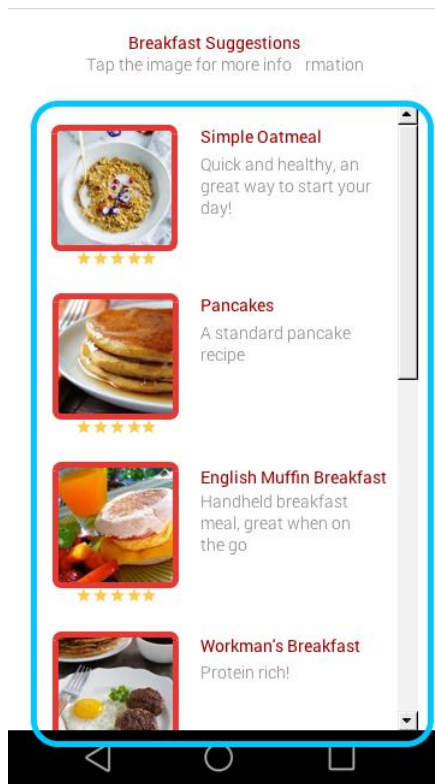 Breakfast Suggestions
Tap the image for more info rmation
Simple Oatmeal
Quick and healthy, an
great way to start your
day!
Pancakes
A standard pancake
recipe
English Muffin Breakfast
Handheld breakfast
meal, great when on
the go
Workman's Breakfast
Protein rich!